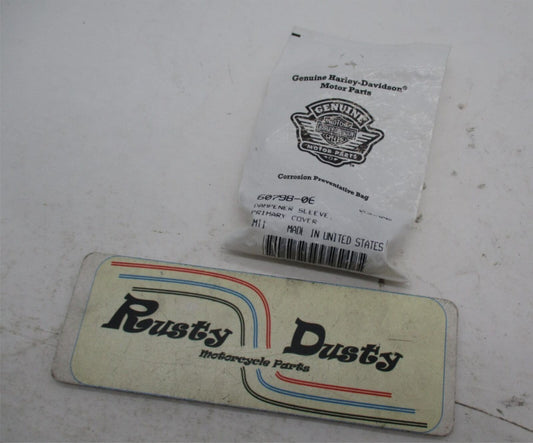 Genuine Harley-Davidson®
Motor Parts
GENUINE
MOTOR PARTS
Corrosion Preventative Bag
60798-06
DAMPENER SLEEVE,
PRIMARY COVER
MADE IN UNITED STATES
Rusty Dusty
Motorcycle Parts